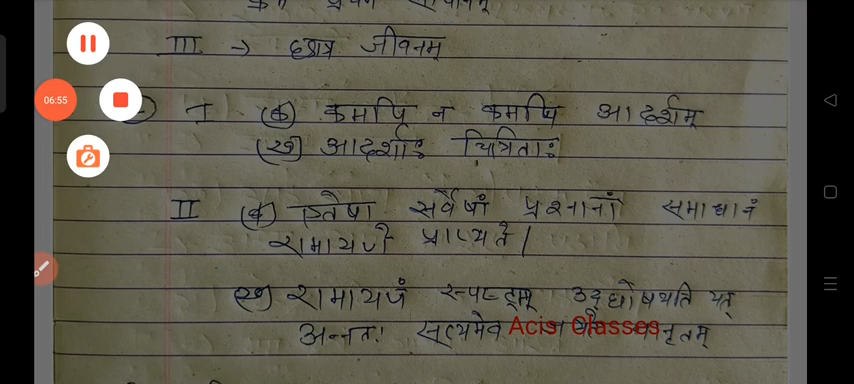 III → छात्र जीवनम्
I (क) कमपि न कमपि आदर्शम्
(ख) आदर्शाः चित्रिताः
II (क) एतेषा सर्वेषां प्रश्नानां समाधानं
रामायणे प्राप्यते।
(ख) रामायणं स्पष्टम् उद्घोषयति यत्
अन्ततः सत्यमेव
Acis Classes
06:55